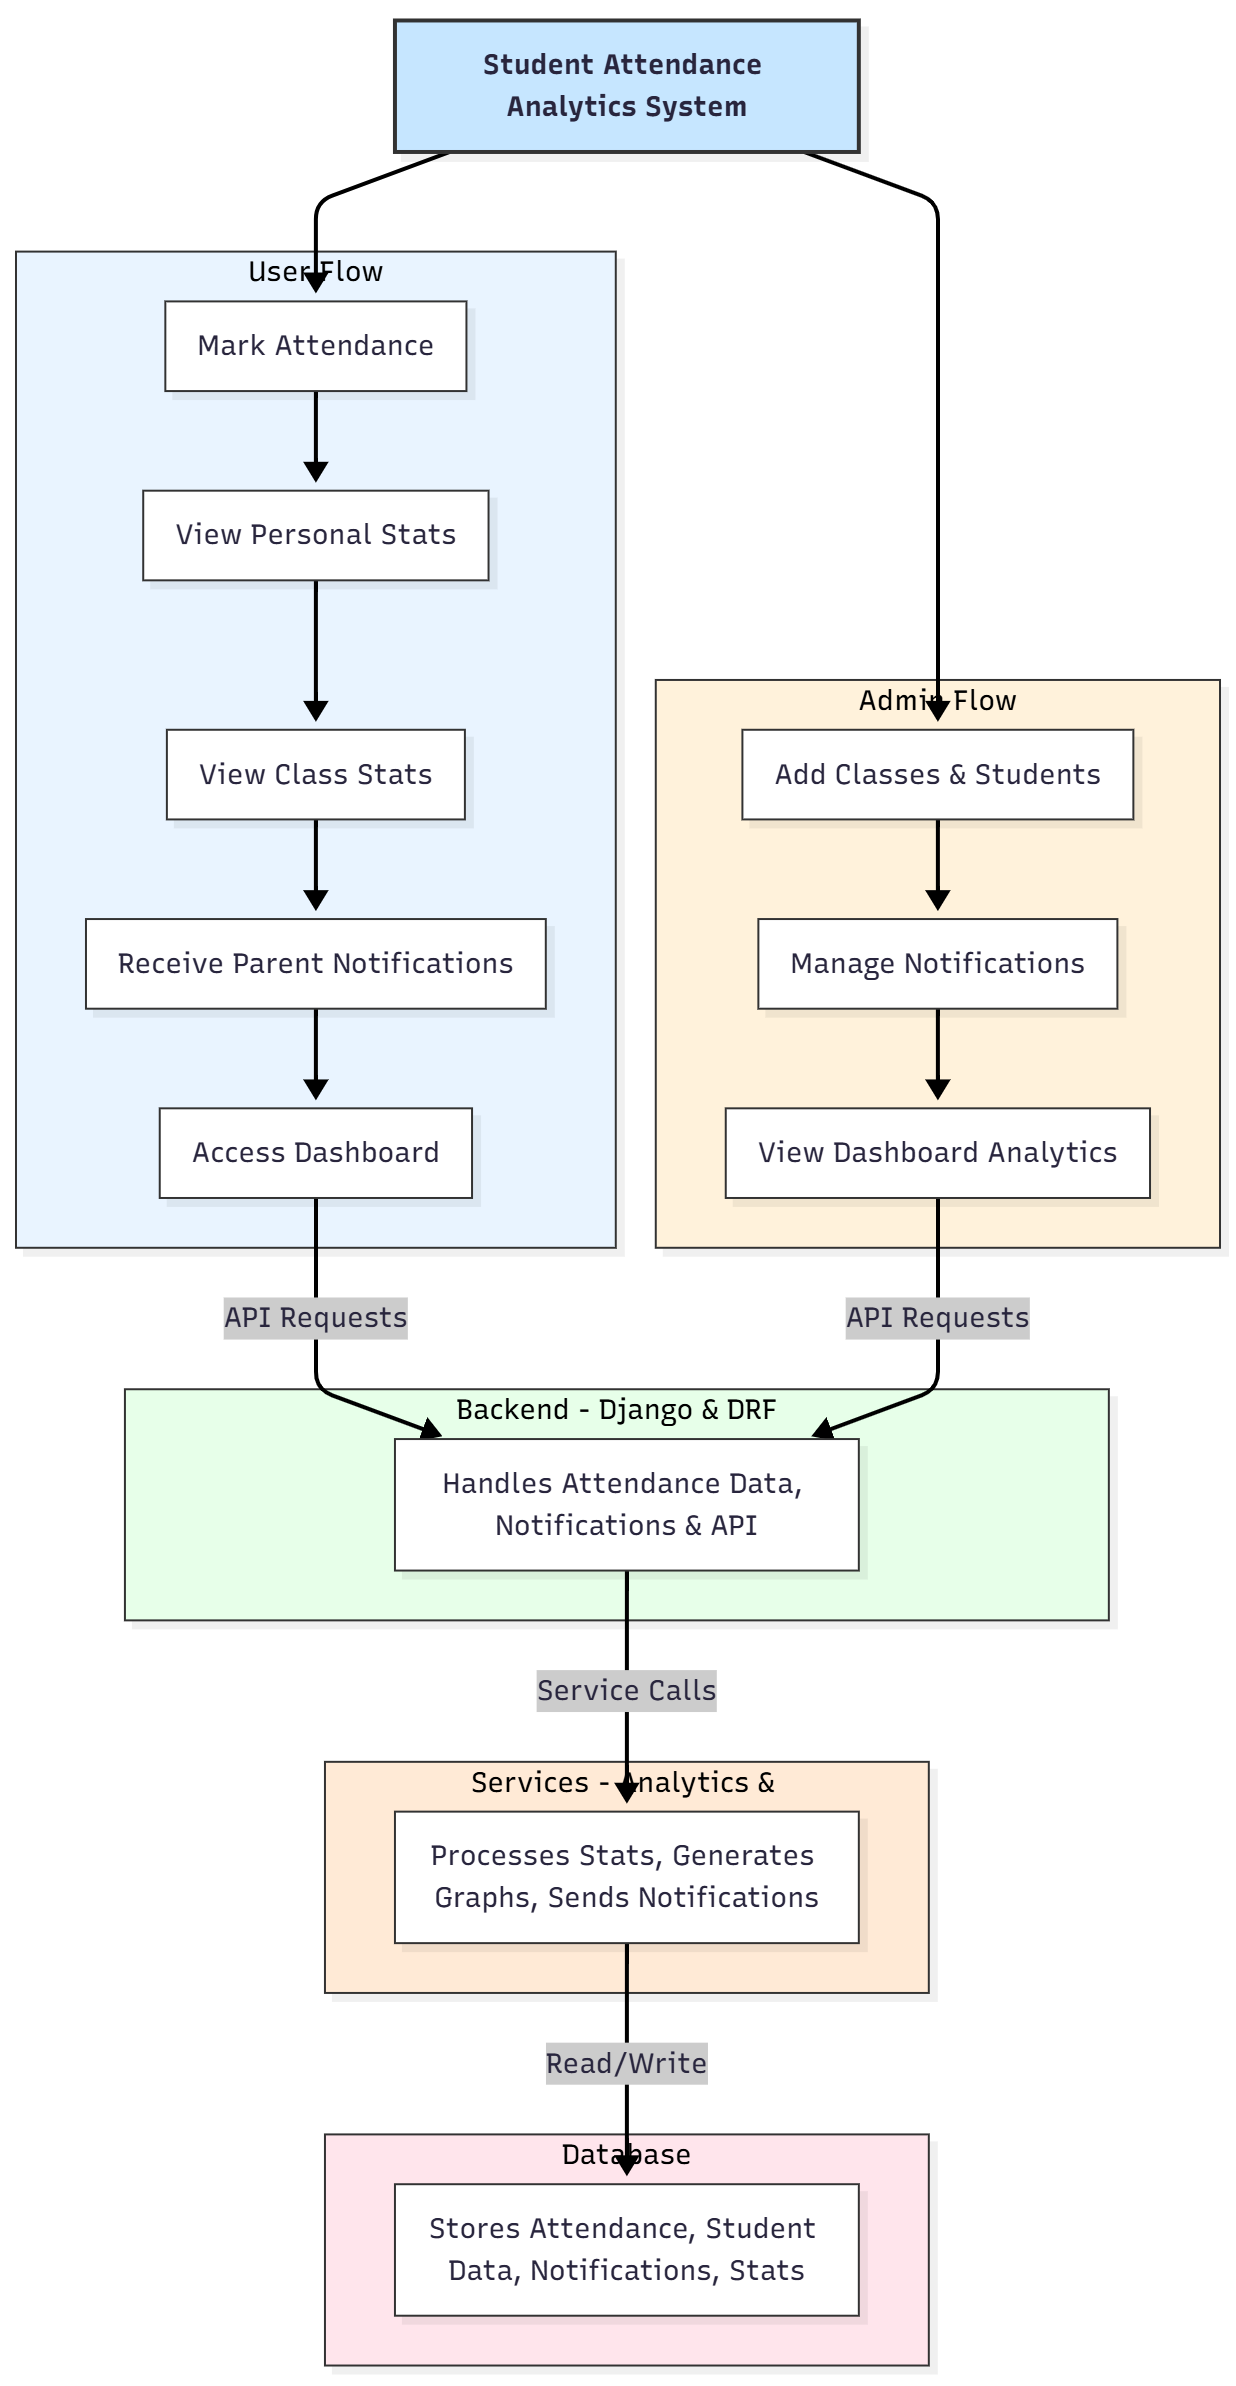 Student Attendance
Analytics System
User Flow
Mark Attendance
View Personal Stats
View Class Stats
Receive Parent Notifications
Access Dashboard
Admin Flow
Add Classes & Students
Manage Notifications
View Dashboard Analytics
API Requests
API Requests
Backend - Django & DRF
Handles Attendance Data,
Notifications & API
Service Calls
Services - Analytics &
Processes Stats, Generates
Graphs, Sends Notifications
Read/Write
Database
Stores Attendance, Student
Data, Notifications, Stats